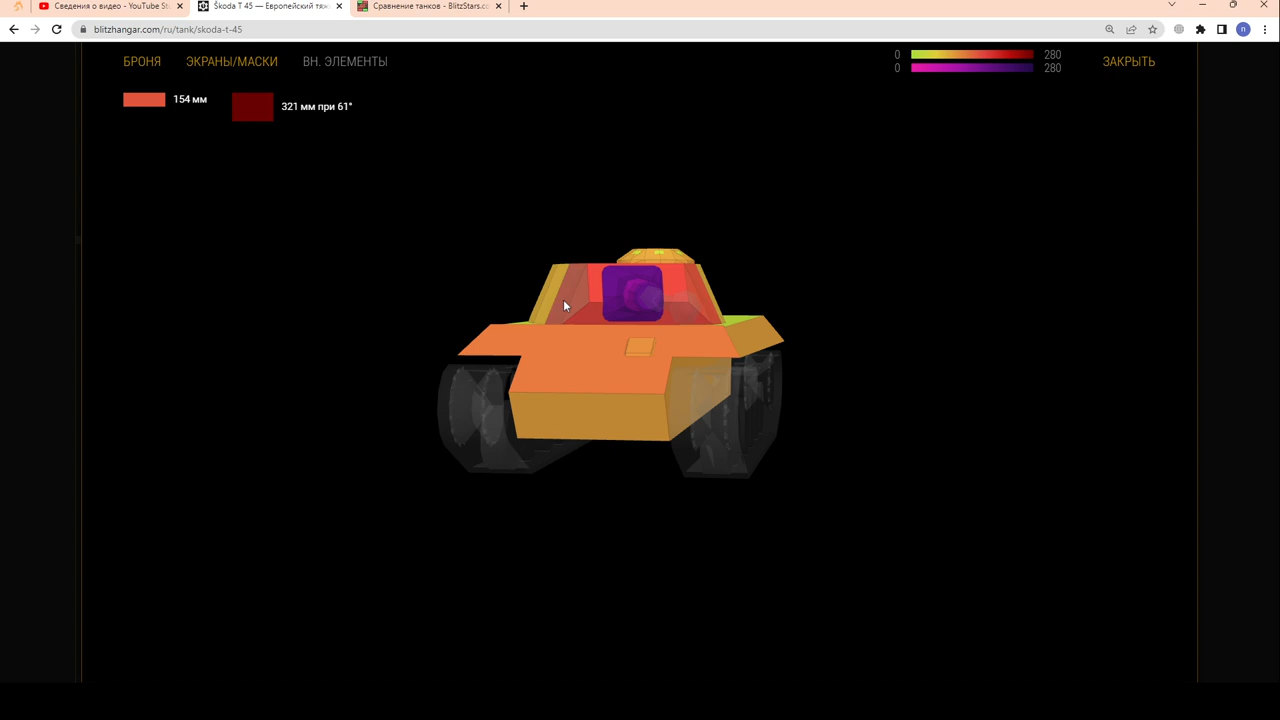 Сведения о видео - YouTube St
Škoda T 45 — Европейский тяж
Сравнение танков - BlitzStars.co
blitzhangar.com/ru/tank/skoda-t-45
n
БРОНЯ ЭКРАНЫ/МАСКИ ВН. ЭЛЕМЕНТЫ
0 280
0 280
ЗАКРЫТЬ
154 мм
321 мм при 61°